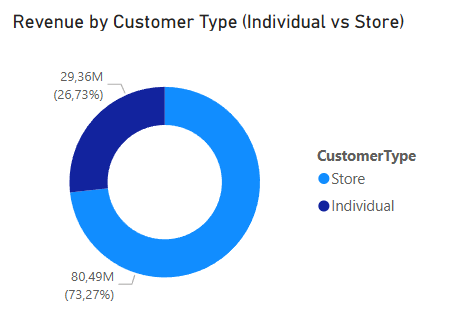 Revenue by Customer Type (Individual vs Store)
29,36M
(26,73%)
CustomerType
Store
Individual
80,49M
(73,27%)